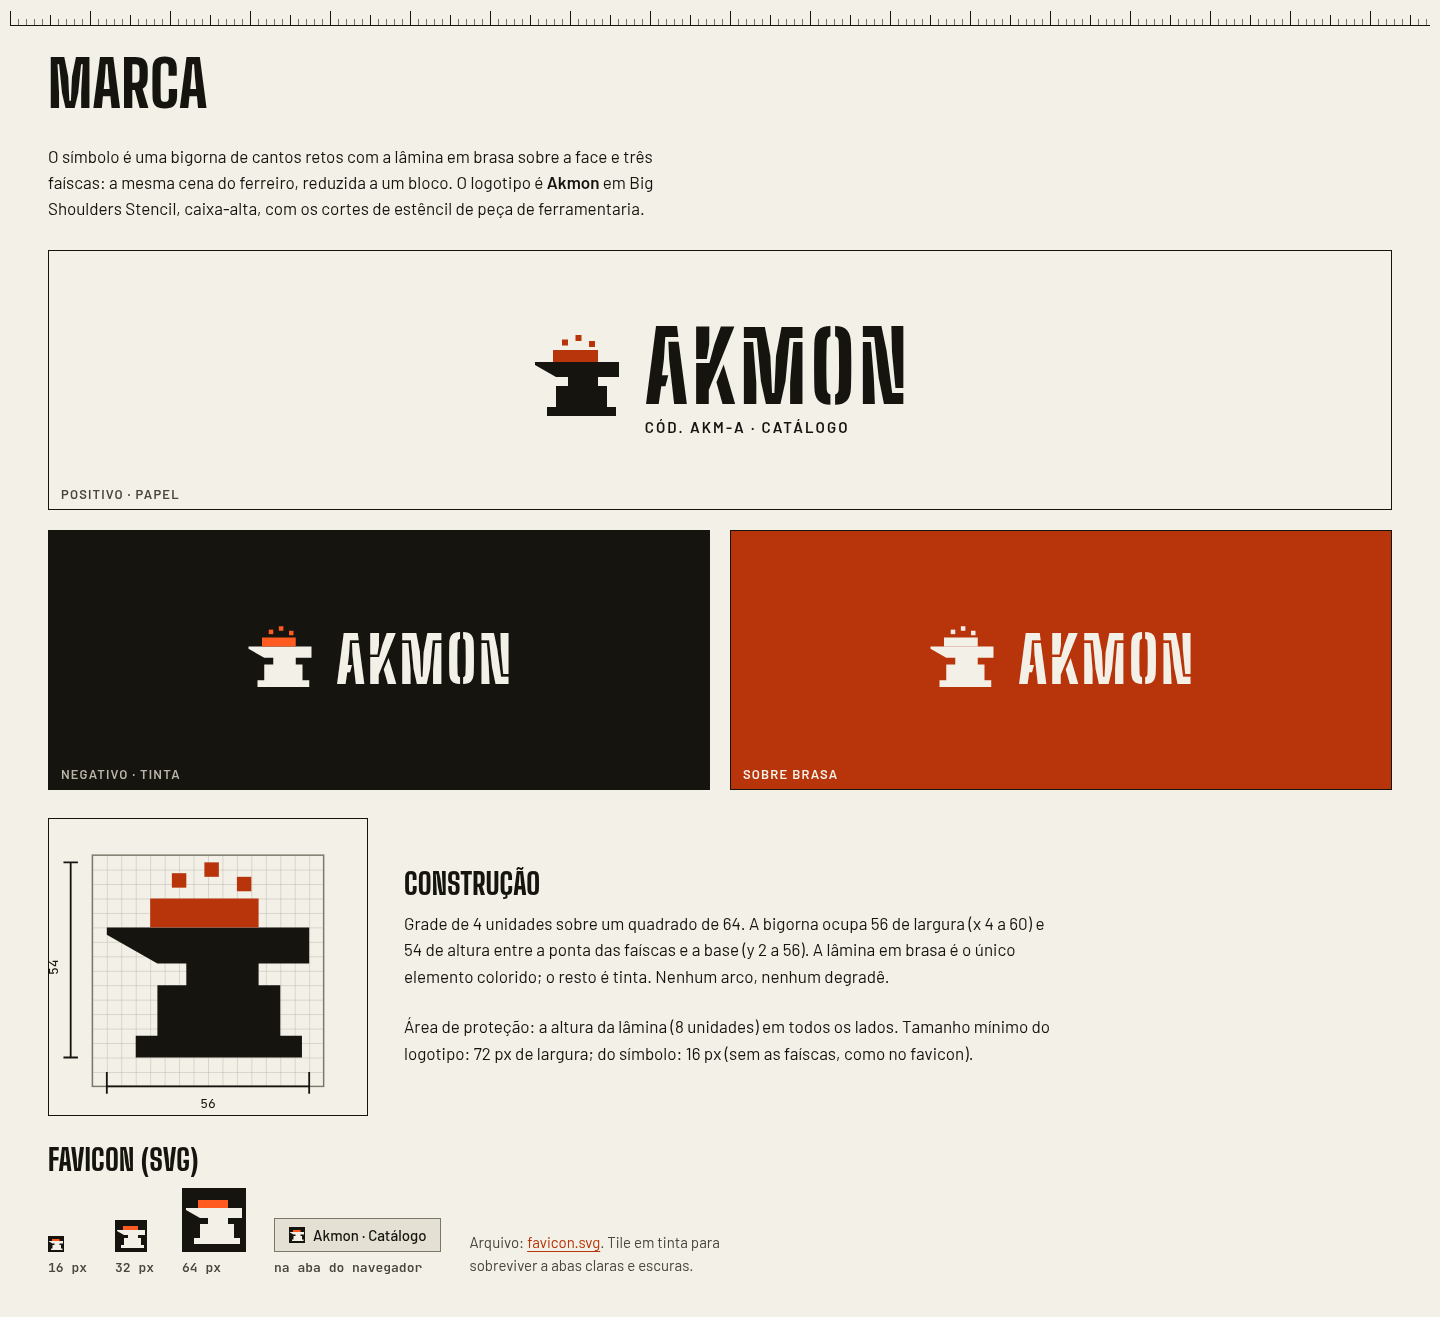 MARCA
O símbolo é uma bigorna de cantos retos com a lâmina em brasa sobre a face e três
faíscas: a mesma cena do ferreiro, reduzida a um bloco. O logotipo é Akmon em Big
Shoulders Stencil, caixa-alta, com os cortes de estêncil de peça de ferramentaria.
AKMON
CÓD. AKM-A · CATÁLOGO
POSITIVO · PAPEL
AKMON
NEGATIVO · TINTA
AKMON
SOBRE BRASA
54
56
CONSTRUÇÃO
Grade de 4 unidades sobre um quadrado de 64. A bigorna ocupa 56 de largura (x 4 a 60) e
54 de altura entre a ponta das faíscas e a base (y 2 a 56). A lâmina em brasa é o único
elemento colorido; o resto é tinta. Nenhum arco, nenhum degradê.
Área de proteção: a altura da lâmina (8 unidades) em todos os lados. Tamanho mínimo do
logotipo: 72 px de largura; do símbolo: 16 px (sem as faíscas, como no favicon).
FAVICON (SVG)
16 px
32 px
64 px
Akmon · Catálogo
na aba do navegador
Arquivo: favicon.svg. Tile em tinta para
sobreviver a abas claras e escuras.